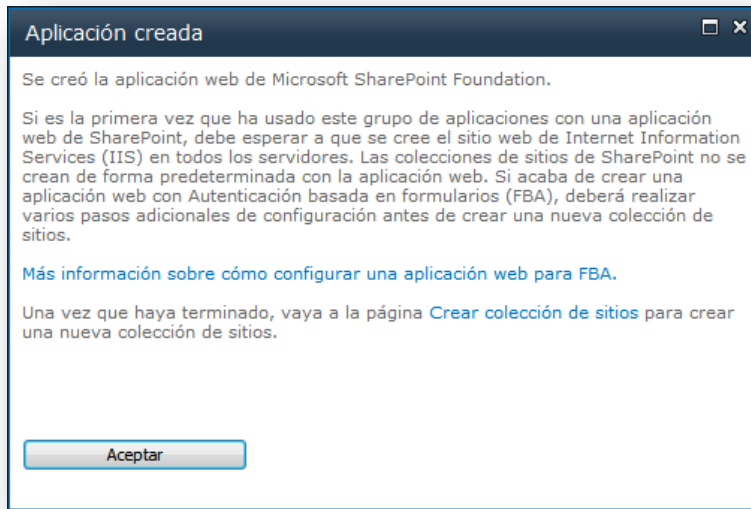 Aplicación creada
Se creó la aplicación web de Microsoft SharePoint Foundation.
Si es la primera vez que ha usado este grupo de aplicaciones con una aplicación
web de SharePoint, debe esperar a que se cree el sitio web de Internet Information
Services (IIS) en todos los servidores. Las colecciones de sitios de SharePoint no se
crean de forma predeterminada con la aplicación web. Si acaba de crear una
aplicación web con Autenticación basada en formularios (FBA), deberá realizar
varios pasos adicionales de configuración antes de crear una nueva colección de
sitios.
Más información sobre cómo configurar una aplicación web para FBA.
Una vez que haya terminado, vaya a la página Crear colección de sitios para crear
una nueva colección de sitios.
Aceptar